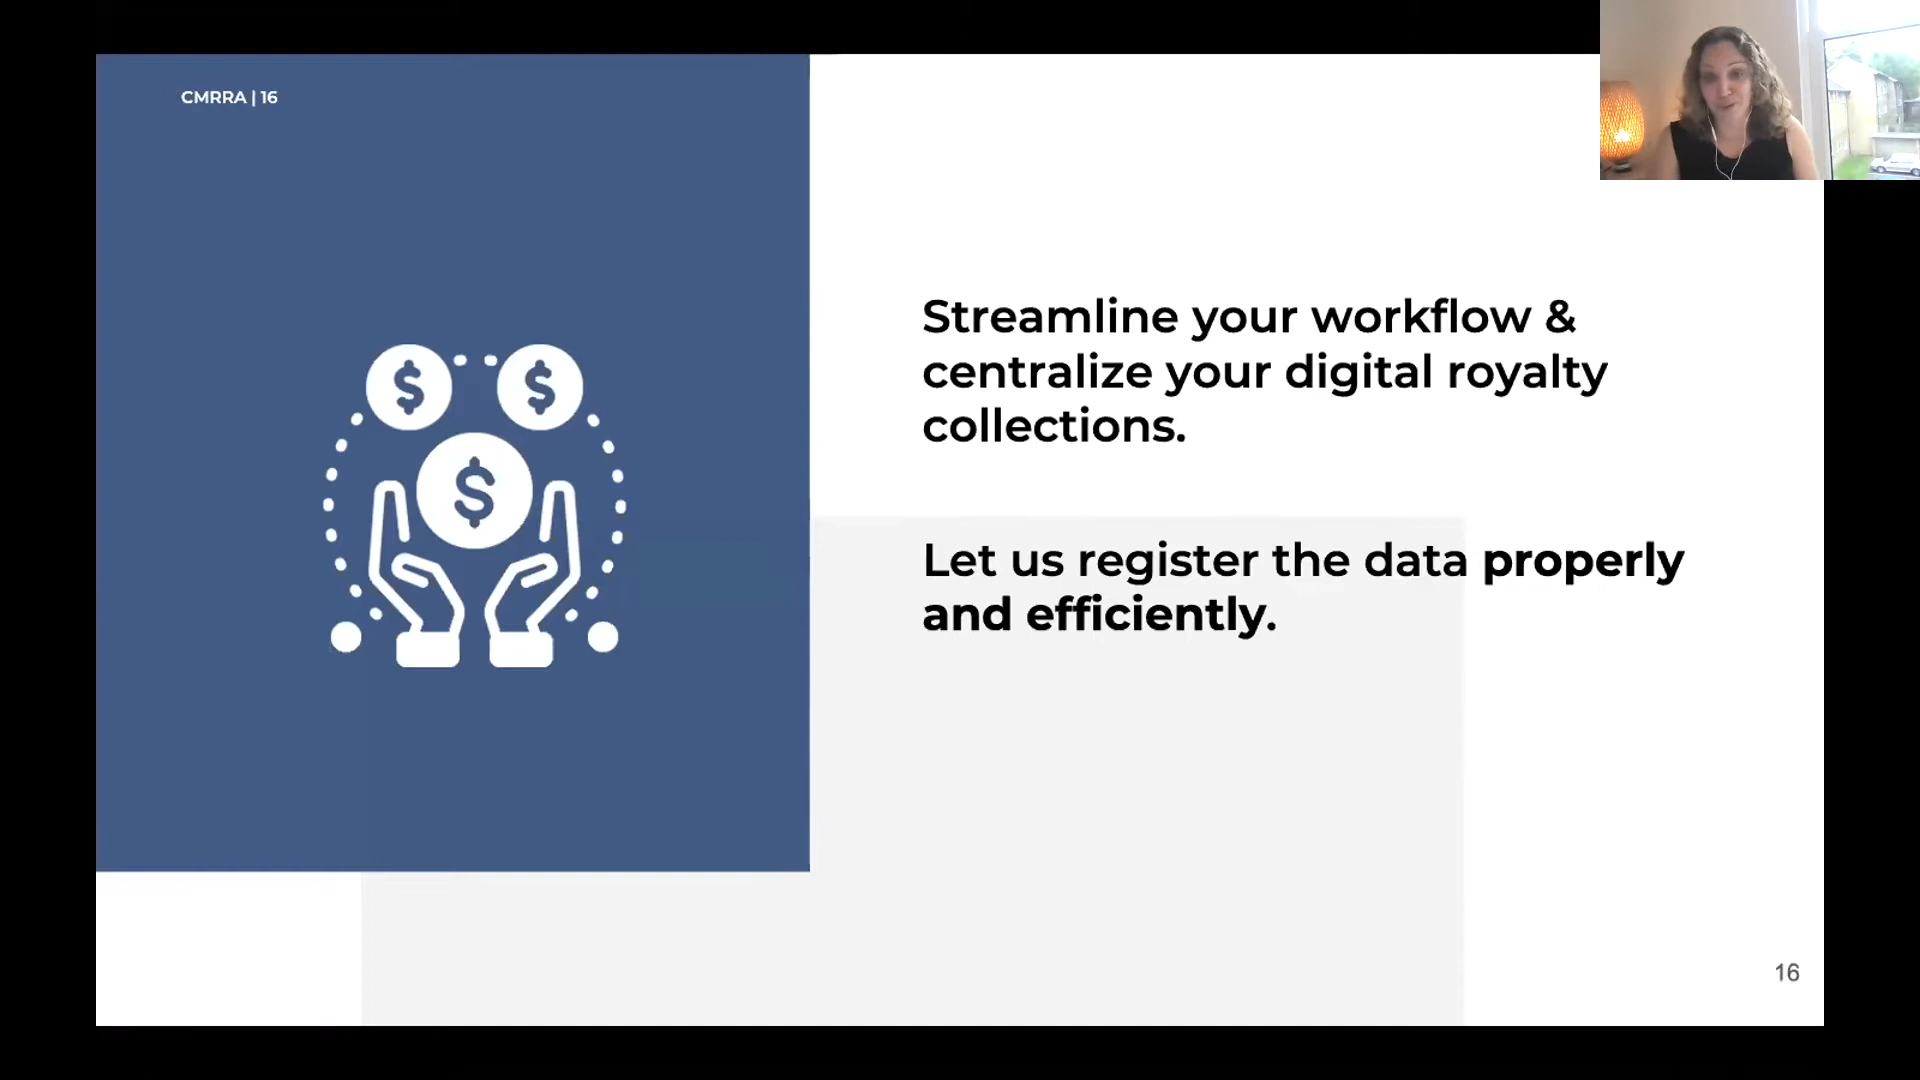 CMRRA | 16
$ $
$
Streamline your workflow &
centralize your digital royalty
collections.
Let us register the data properly
and efficiently.
16